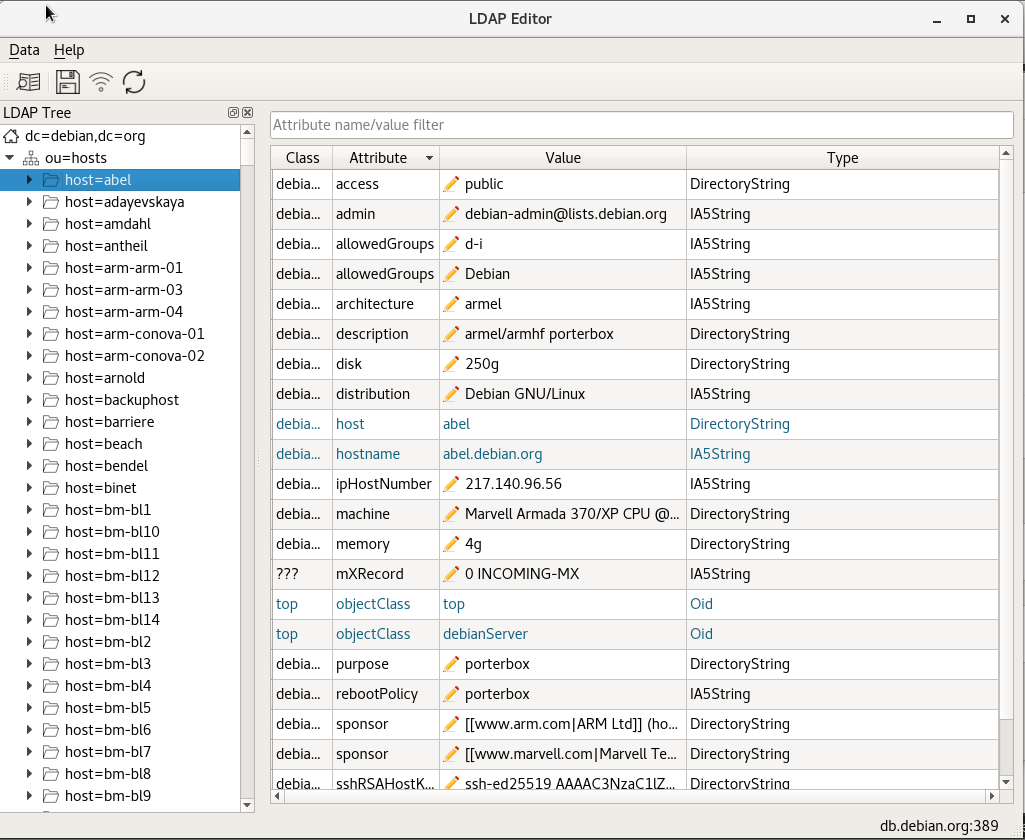 LDAP Editor
Data Help
LDAP Tree
dc=debian,dc=org
ou=hosts
host=abel
host=adayevskaya
host=amdahl
host=antheil
host=arm-arm-01
host=arm-arm-03
host=arm-arm-04
host=arm-conova-01
host=arm-conova-02
host=arnold
host=backuphost
host=barriere
host=beach
host=bendel
host=binet
host=bm-bl1
host=bm-bl10
host=bm-bl11
host=bm-bl12
host=bm-bl13
host=bm-bl14
host=bm-bl2
host=bm-bl3
host=bm-bl4
host=bm-bl5
host=bm-bl6
host=bm-bl7
host=bm-bl8
host=bm-bl9
Attribute name/value filter
Class Attribute Value Type
debia... access public DirectoryString
debia... admin debian-admin@lists.debian.org IA5String
debia... allowedGroups d-i IA5String
debia... allowedGroups Debian IA5String
debia... architecture armel IA5String
debia... description armel/armhf porterbox DirectoryString
debia... disk 250g DirectoryString
debia... distribution Debian GNU/Linux IA5String
debia... host abel DirectoryString
debia... hostname abel.debian.org IA5String
debia... ipHostNumber 217.140.96.56 IA5String
debia... machine Marvell Armada 370/XP CPU @... DirectoryString
debia... memory 4g DirectoryString
??? mXRecord 0 INCOMING-MX IA5String
top objectClass top Oid
top objectClass debianServer Oid
debia... purpose porterbox DirectoryString
debia... rebootPolicy porterbox IA5String
debia... sponsor [[www.arm.com|ARM Ltd]] (ho... DirectoryString
debia... sponsor [[www.marvell.com|Marvell Te... DirectoryString
debia... sshRSAHostK... ssh-ed25519 AAAAC3NzaC1lZ... DirectoryString
db.debian.org:389